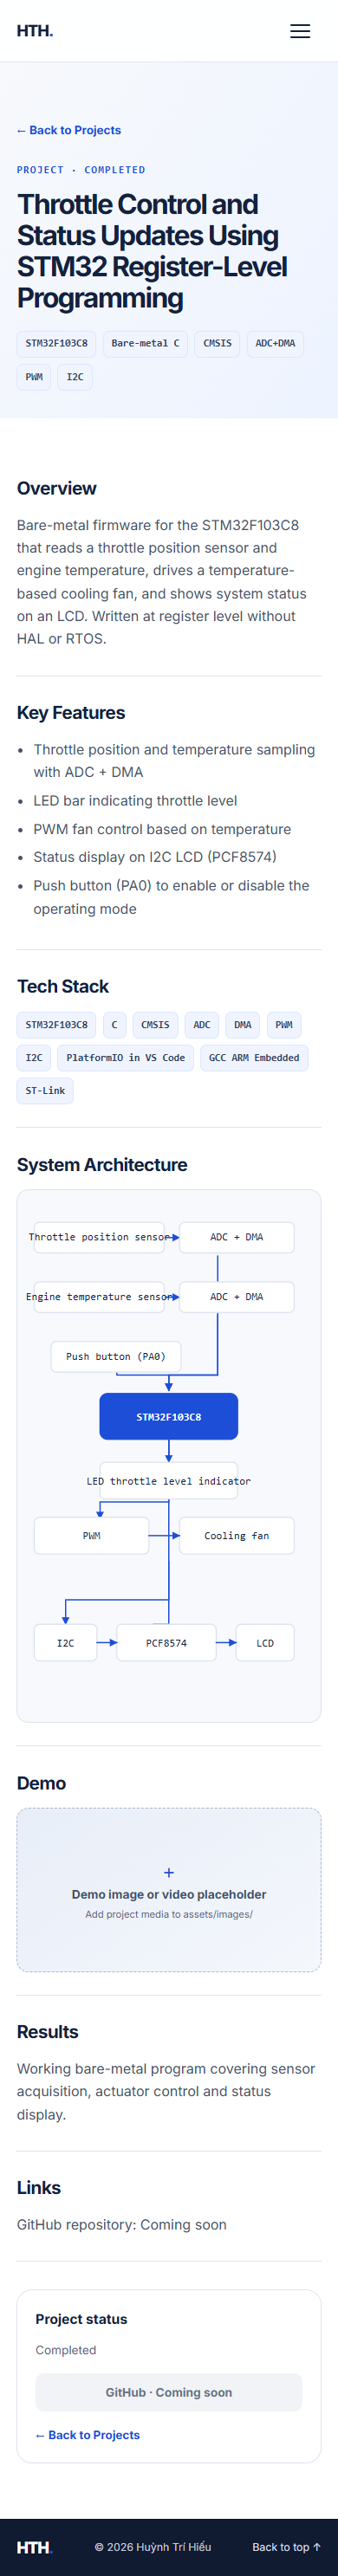 HTH.
← Back to Projects
PROJECT · COMPLETED
Throttle Control and
Status Updates Using
STM32 Register-Level
Programming
STM32F103C8 Bare-metal C CMSIS ADC+DMA
PWM I2C
Overview
Bare-metal firmware for the STM32F103C8
that reads a throttle position sensor and
engine temperature, drives a temperature-
based cooling fan, and shows system status
on an LCD. Written at register level without
HAL or RTOS.
Key Features
• Throttle position and temperature sampling
with ADC + DMA
• LED bar indicating throttle level
• PWM fan control based on temperature
• Status display on I2C LCD (PCF8574)
• Push button (PA0) to enable or disable the
operating mode
Tech Stack
STM32F103C8 C CMSIS ADC DMA PWM
I2C PlatformIO in VS Code GCC ARM Embedded
ST-Link
System Architecture
Throttle position sensor ADC + DMA
Engine temperature sensor ADC + DMA
Push button (PA0)
STM32F103C8
LED throttle level indicator
PWM Cooling fan
I2C PCF8574 LCD
Demo
+
Demo image or video placeholder
Add project media to assets/images/
Results
Working bare-metal program covering sensor
acquisition, actuator control and status
display.
Links
GitHub repository: Coming soon
Project status
Completed
GitHub · Coming soon
← Back to Projects
HTH. © 2026 Huỳnh Trí Hiếu Back to top ↑